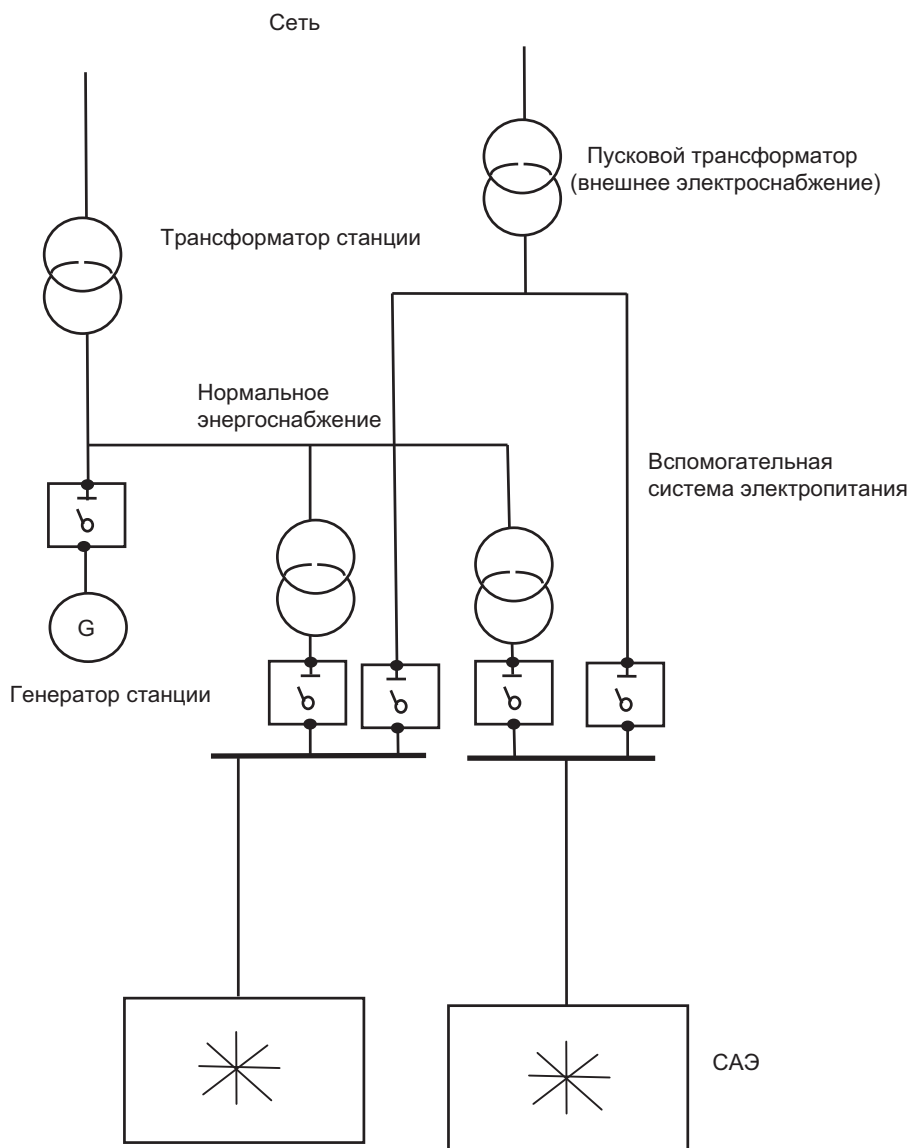 Сеть
Пусковой трансформатор
(внешнее электроснабжение)
Трансформатор станции
Нормальное
энергоснабжение
Вспомогательная
система электропитания
G
Генератор станции
САЭ